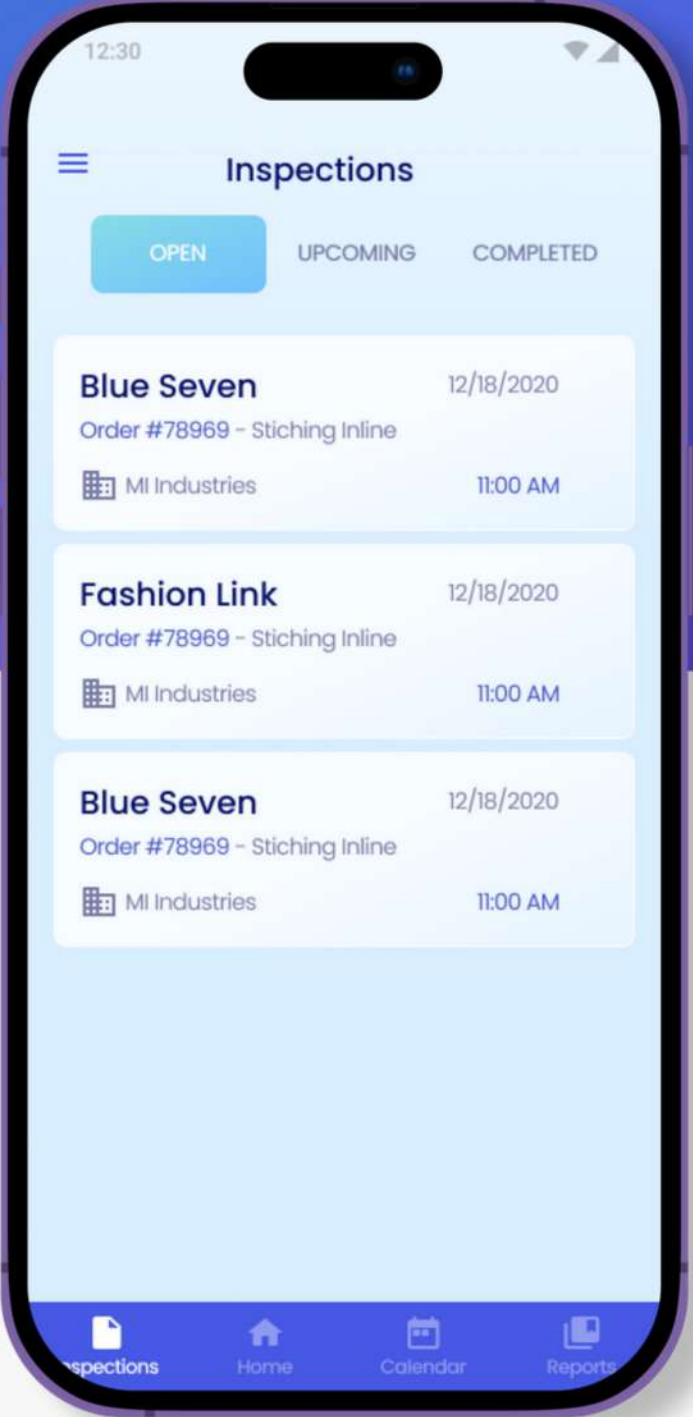 12:30
Inspections
OPEN UPCOMING COMPLETED
Blue Seven 12/18/2020
Order #78969 - Stiching Inline
MI Industries 11:00 AM
Fashion Link 12/18/2020
Order #78969 - Stiching Inline
MI Industries 11:00 AM
Blue Seven 12/18/2020
Order #78969 - Stiching Inline
MI Industries 11:00 AM
nspections Home Calendar Reports